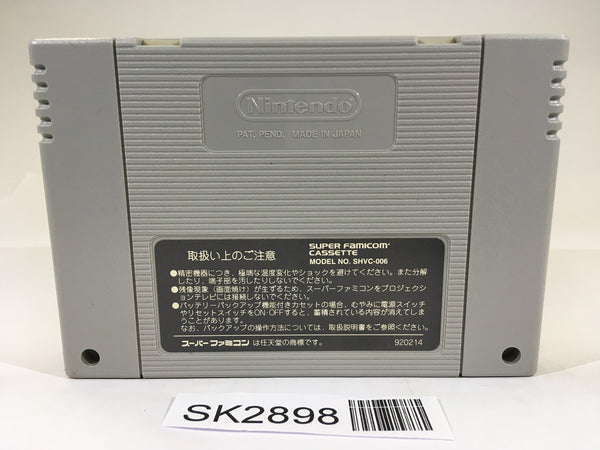 Nintendo
PAT. PEND. MADE IN JAPAN
取扱い上のご注意
SUPER FAMICOM
CASSETTE
MODEL NO. SHVC-006
●精密機器につき、極端な温度変化やショックを避けてください。また分解
したり、端子部を汚したりしないでください。
●残像現象(画面焼け)が生ずるため、スーパーファミコンをプロジェクシ
ョンテレビには接続しないでください。
●バッテリーバックアップ機能付きカセットの場合、むやみに電源スイッチ
やリセットスイッチをON・OFFすると、蓄積されている内容が消えてしま
うことがあります。
なお、バックアップの操作方法については、取扱説明書をご参照ください。
スーパーファミコン は任天堂の商標です。
920214
SK2898